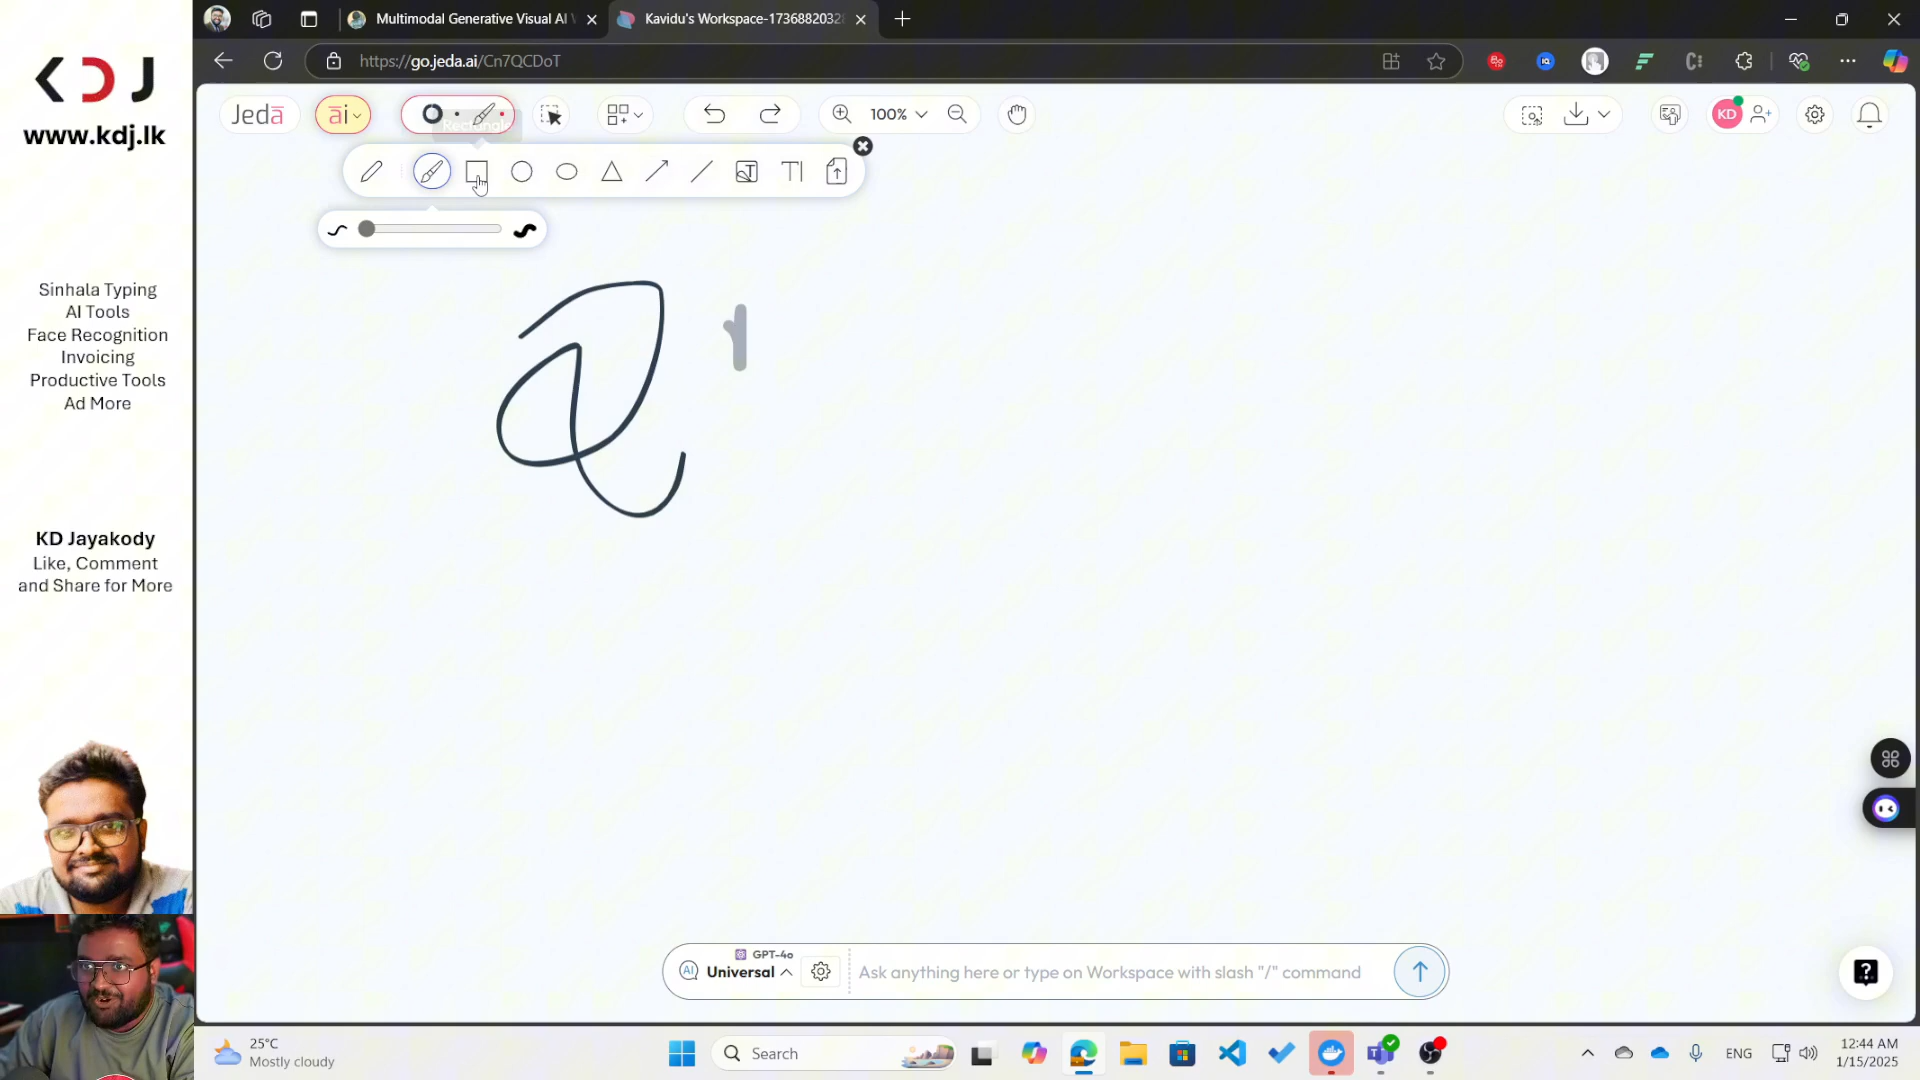 Multimodal Generative Visual AI
Kavidu's Workspace-1736882032
https://go.jeda.ai/Cn7QCDoT
KDJ
www.kdj.lk
Sinhala Typing
AI Tools
Face Recognition
Invoicing
Productive Tools
Ad More
KD Jayakody
Like, Comment
and Share for More
Jedā
āi
Rectangle
100%
KD
GPT-4o
AI Universal
Ask anything here or type on Workspace with slash "/" command
25°C
Mostly cloudy
Search
ENG
12:44 AM
1/15/2025